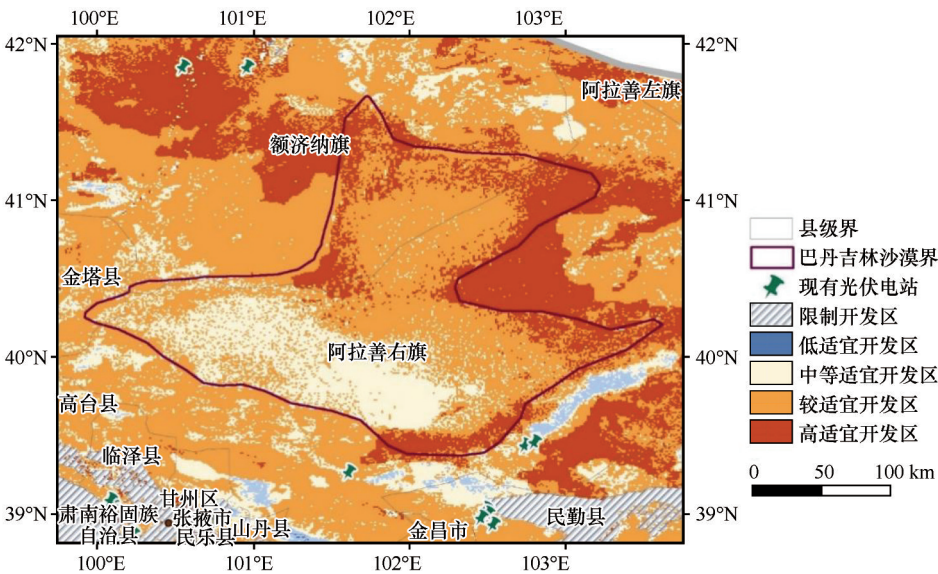 100°E 101°E 102°E 103°E
42°N 42°N
阿拉善左旗
额济纳旗
41°N 41°N
县级界
巴丹吉林沙漠界
金塔县
现有光伏电站
限制开发区
低适宜开发区
40°N 40°N
阿拉善右旗
中等适宜开发区
高台县
较适宜开发区
高适宜开发区
临泽县
0 50 100 km
甘州区
39°N 39°N
肃南裕固族
自治县
张掖市
民乐县
山丹县
金昌市
民勤县
100°E 101°E 102°E 103°E